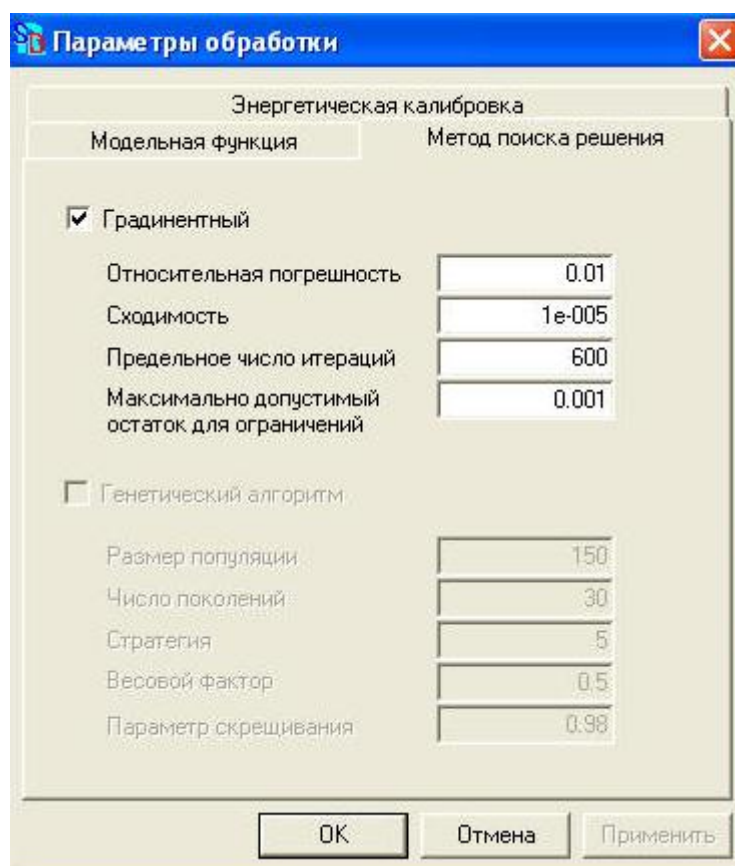 Параметры обработки
Энергетическая калибровка
Модельная функция
Метод поиска решения
Градинентный
Относительная погрешность 0.01
Сходимость 1e-005
Предельное число итераций 600
Максимально допустимый 0.001
остаток для ограничений
Генетический алгоритм
Размер популяции 150
Число поколений 30
Стратегия 5
Весовой фактор 0.5
Параметр скрещивания 0.98
OK Отмена Применить